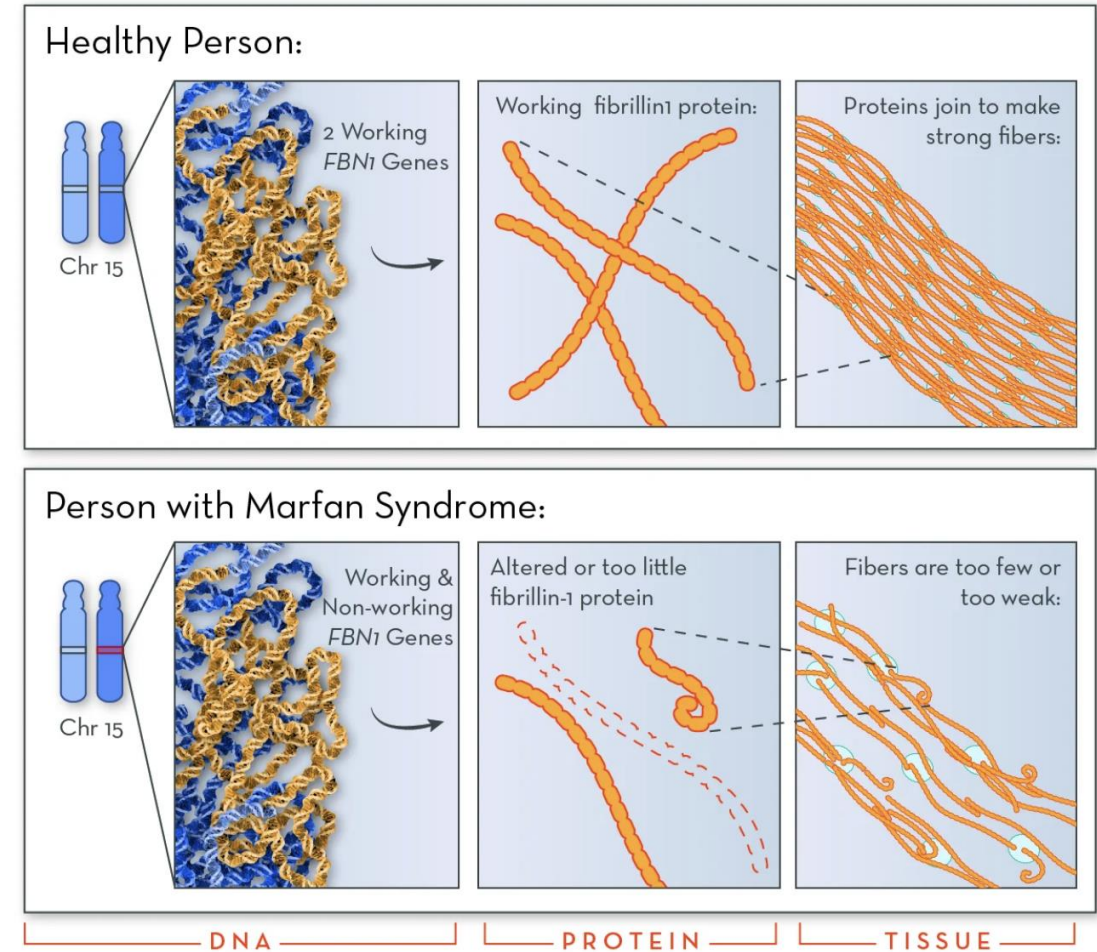 Healthy Person:
Chr 15
2 Working
FBN1 Genes
Working fibrillin1 protein:
Proteins join to make
strong fibers:
Person with Marfan Syndrome:
Chr 15
Working &
Non-working
FBN1 Genes
Altered or too little
fibrillin-1 protein
Fibers are too few or
too weak:
DNA
PROTEIN
TISSUE